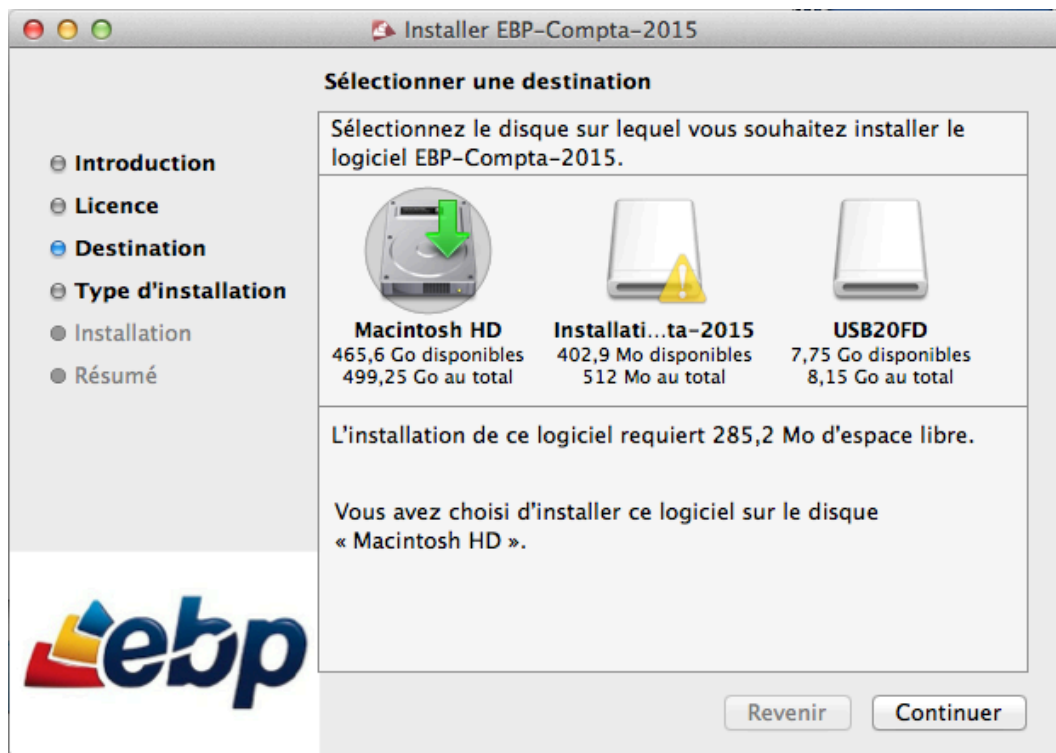 Installer EBP-Compta-2015
Sélectionner une destination
Introduction
Licence
Destination
Type d'installation
Installation
Résumé
Sélectionnez le disque sur lequel vous souhaitez installer le
logiciel EBP-Compta-2015.
Macintosh HD
465,6 Go disponibles
499,25 Go au total
Installati...ta-2015
402,9 Mo disponibles
512 Mo au total
USB20FD
7,75 Go disponibles
8,15 Go au total
L'installation de ce logiciel requiert 285,2 Mo d'espace libre.
Vous avez choisi d'installer ce logiciel sur le disque
« Macintosh HD ».
ebp
Revenir
Continuer